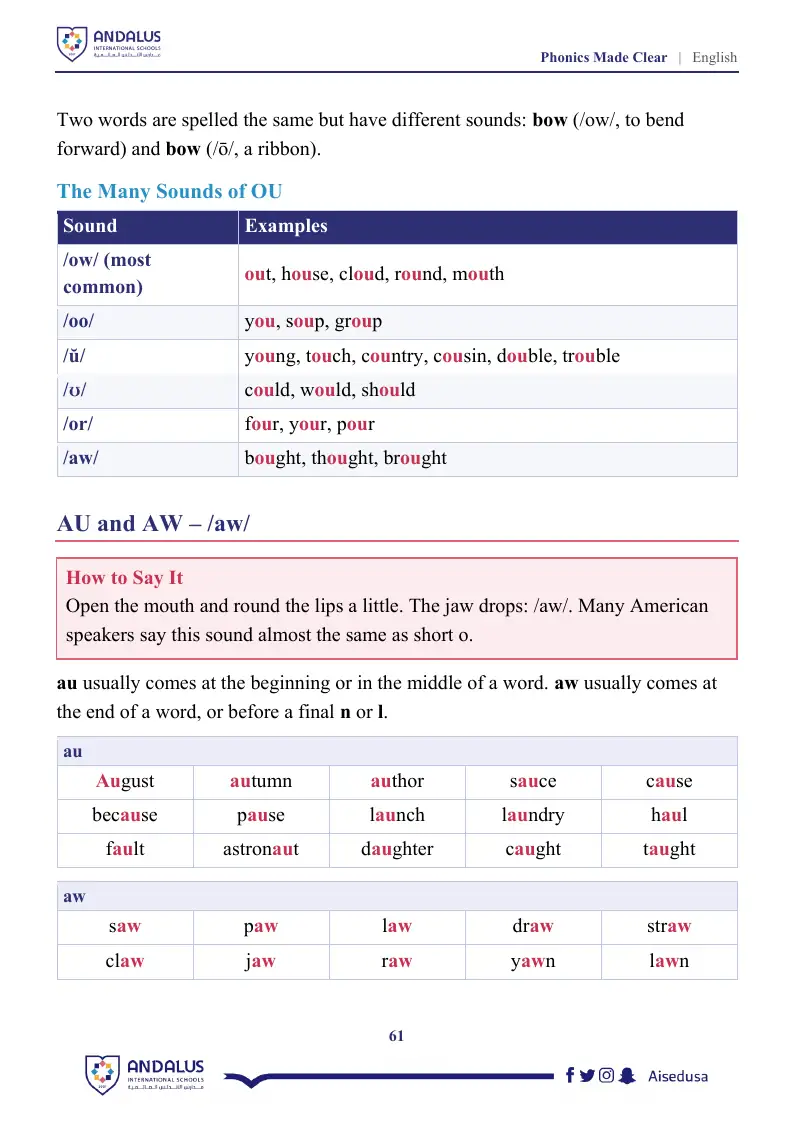 ANDALUS
INTERNATIONAL SCHOOLS
مدارس الأندلس العالمية
Phonics Made Clear | English
Two words are spelled the same but have different sounds: bow (/ow/, to bend
forward) and bow (/ō/, a ribbon).
The Many Sounds of OU
Sound Examples
/ow/ (most
common) out, house, cloud, round, mouth
/oo/ you, soup, group
/ŭ/ young, touch, country, cousin, double, trouble
/ʊ/ could, would, should
/or/ four, your, pour
/aw/ bought, thought, brought
AU and AW – /aw/
How to Say It
Open the mouth and round the lips a little. The jaw drops: /aw/. Many American
speakers say this sound almost the same as short o.
au usually comes at the beginning or in the middle of a word. aw usually comes at
the end of a word, or before a final n or l.
au
August autumn author sauce cause
because pause launch laundry haul
fault astronaut daughter caught taught
aw
saw paw law draw straw
claw jaw raw yawn lawn
61
ANDALUS
INTERNATIONAL SCHOOLS
مدارس الأندلس العالمية
Aisedusa